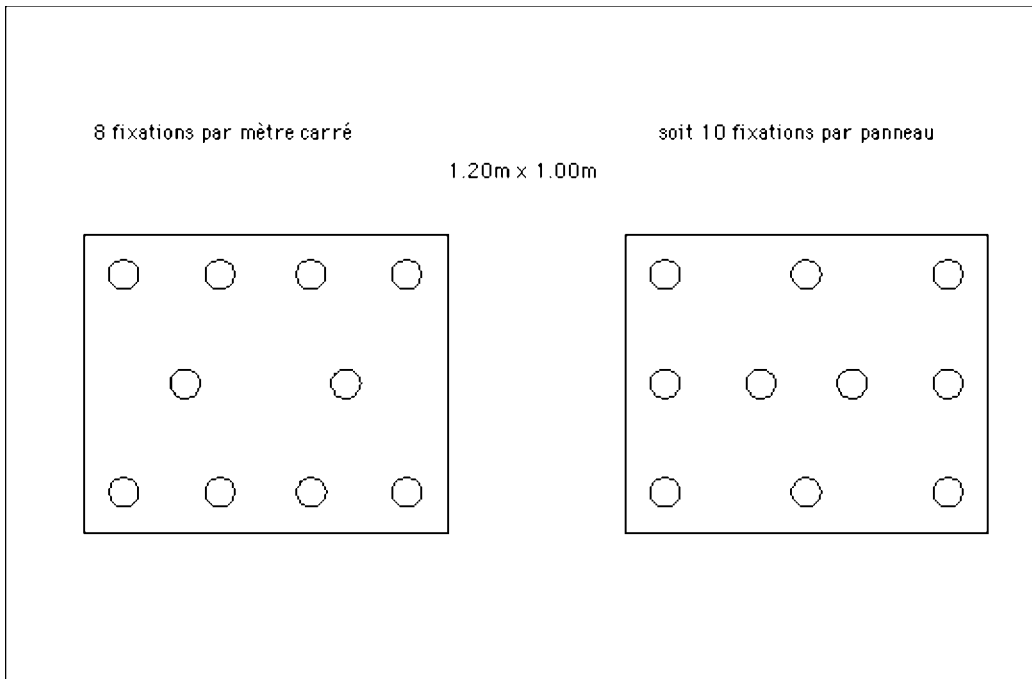 8 fixations par mètre carré
soit 10 fixations par panneau
1.20m x 1.00m